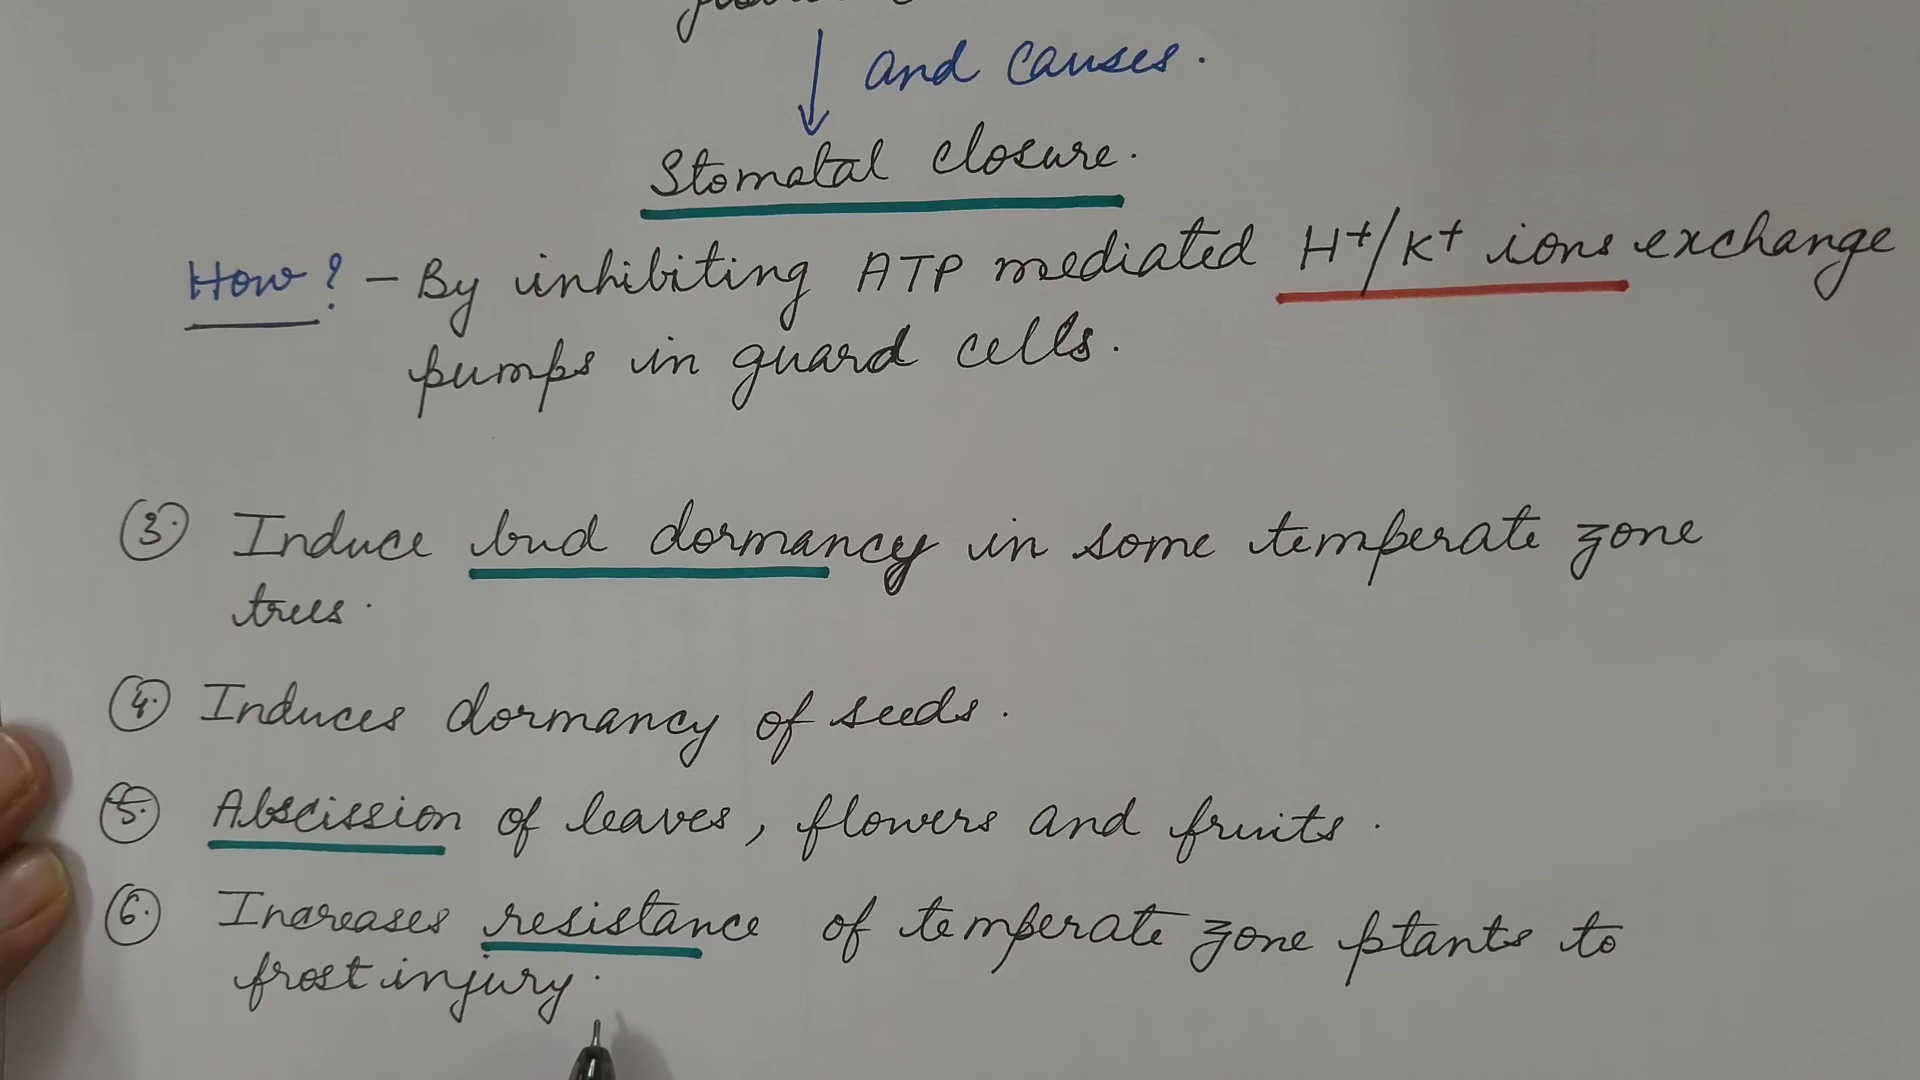 and causes.
Stomatal closure.
How? - By inhibiting ATP mediated H+/K+ ions exchange
pumps in guard cells.
3. Induce bud dormancy in some temperate zone
trees.
4. Induces dormancy of seeds.
5. Abscission of leaves, flowers and fruits.
6. Increases resistance of temperate zone plants to
frost injury.